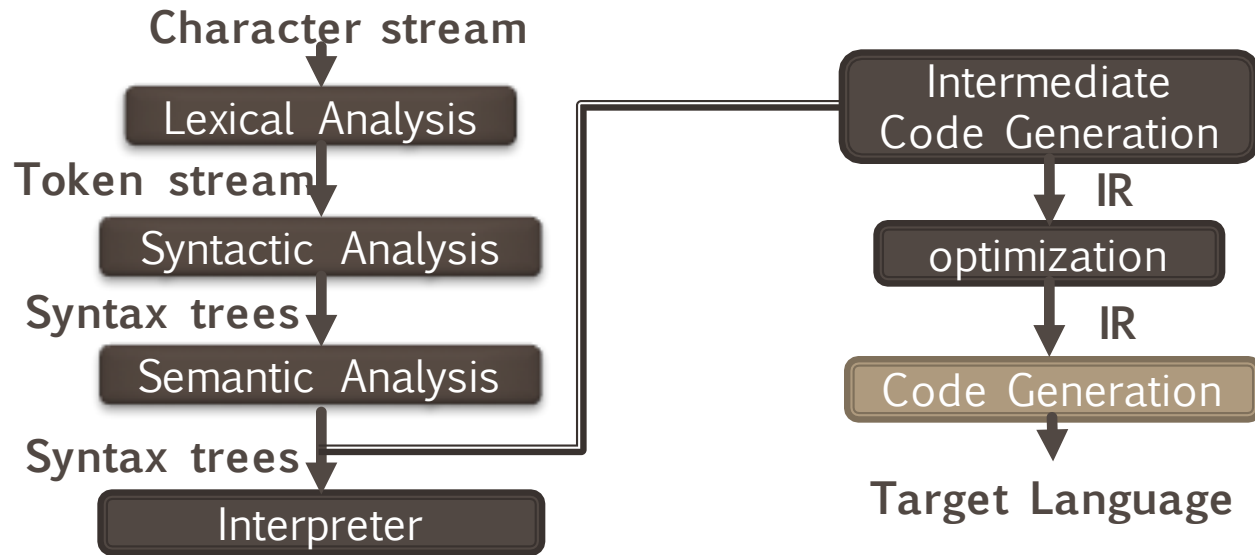 Character stream
Lexical Analysis
Token stream
Syntactic Analysis
Syntax trees
Semantic Analysis
Syntax trees
Interpreter
Intermediate
Code Generation
IR
optimization
IR
Code Generation
Target Language